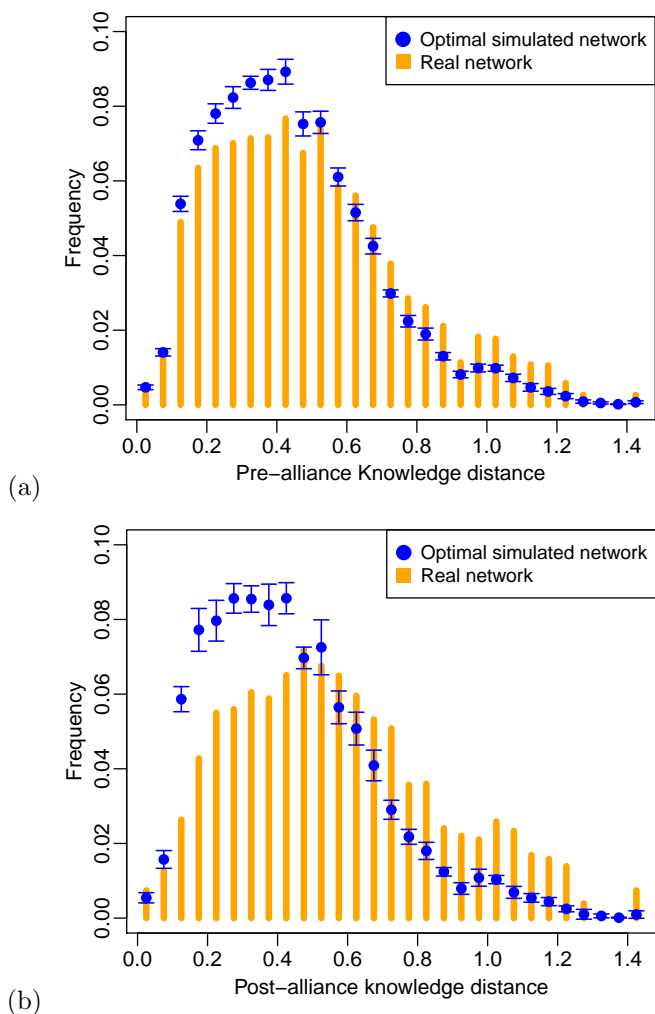 Optimal simulated network
Real network
Frequency
0.00 0.02 0.04 0.06 0.08 0.10
0.0 0.2 0.4 0.6 0.8 1.0 1.2 1.4
Pre−alliance Knowledge distance
(a)
Optimal simulated network
Real network
Frequency
0.00 0.02 0.04 0.06 0.08 0.10
0.0 0.2 0.4 0.6 0.8 1.0 1.2 1.4
Post−alliance knowledge distance
(b)